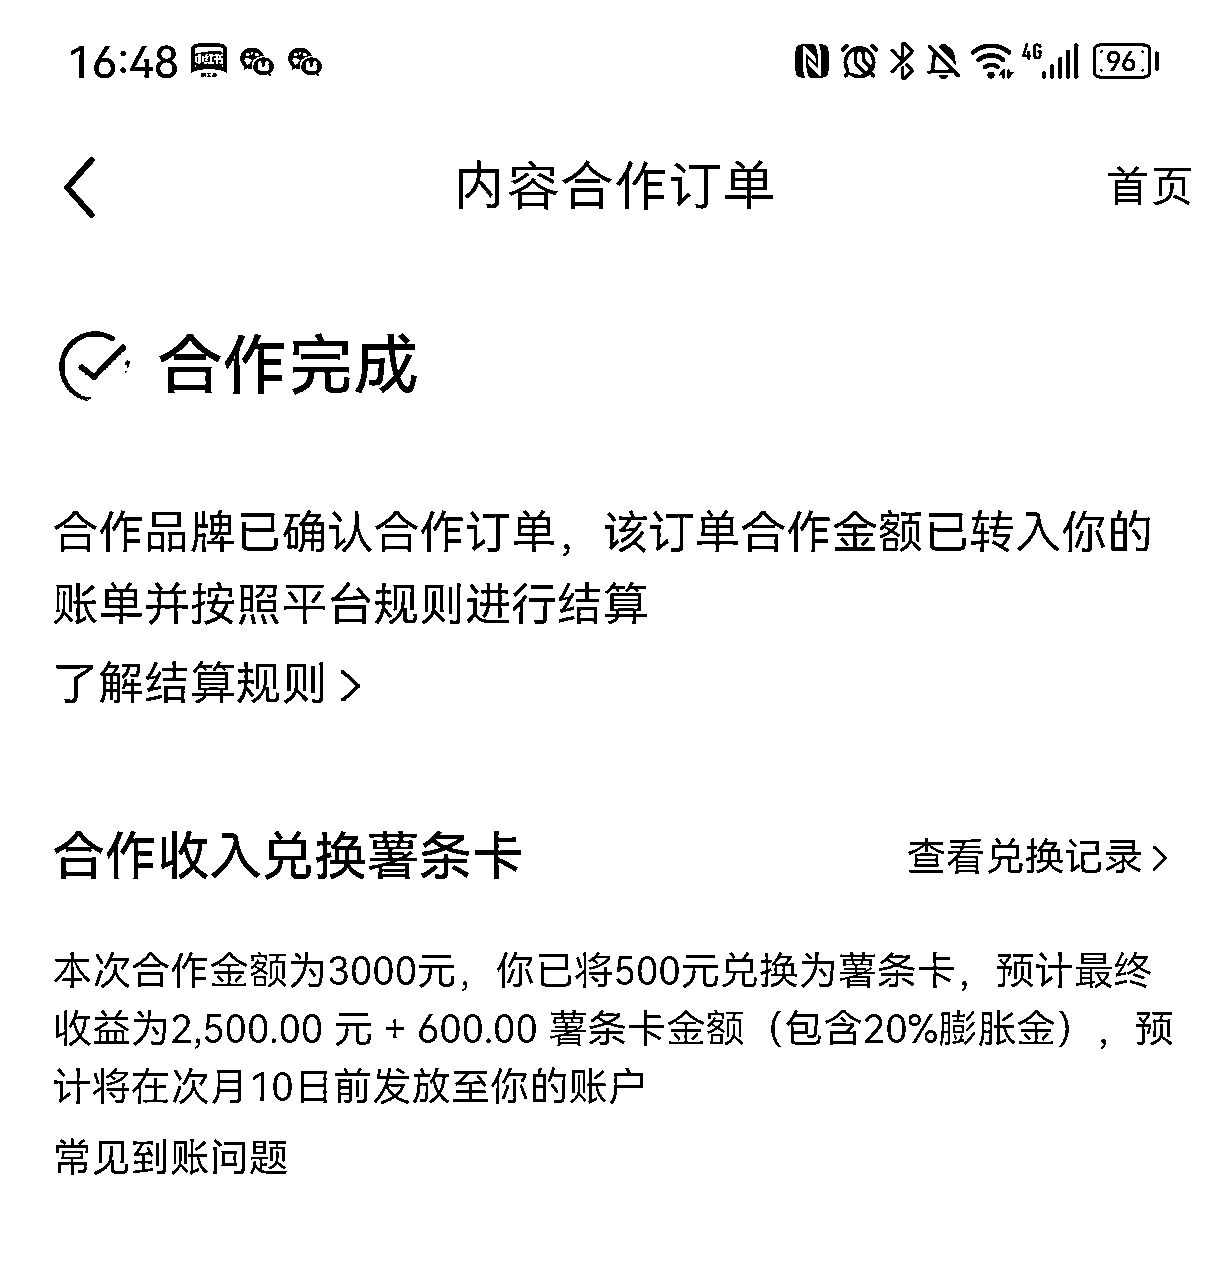 16:48 4G 96
内容合作订单 首页
合作完成
合作品牌已确认合作订单，该订单合作金额已转入你的
账单并按照平台规则进行结算
了解结算规则 >
合作收入兑换薯条卡 查看兑换记录 >
本次合作金额为3000元，你已将500元兑换为薯条卡，预计最终
收益为2,500.00 元 + 600.00 薯条卡金额（包含20%膨胀金），预
计将在次月10日前发放至你的账户
常见到账问题